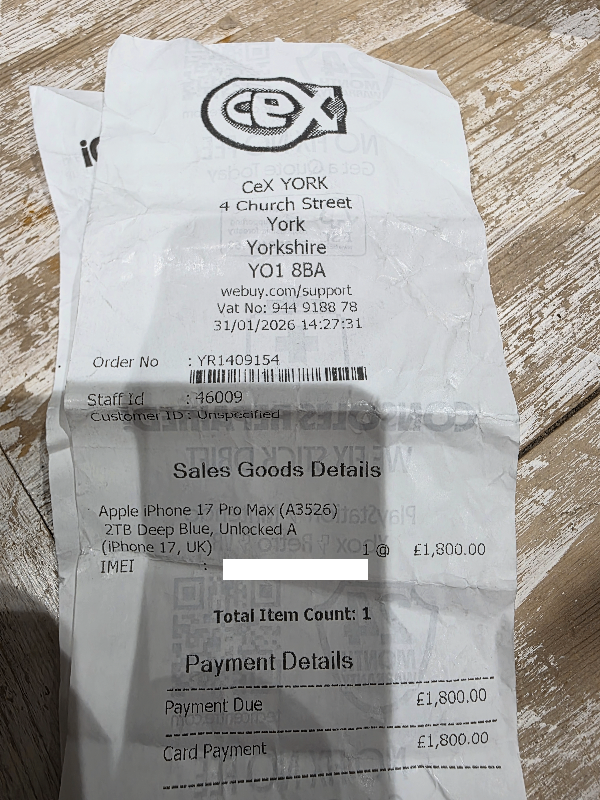 cex
CeX YORK
4 Church Street
York
Yorkshire
YO1 8BA
webuy.com/support
Vat No: 944 9188 78
31/01/2026 14:27:31
Order No : YR1409154
Staff Id : 46009
Customer ID : Unspecified
Sales Goods Details
Apple iPhone 17 Pro Max (A3526)
2TB Deep Blue, Unlocked A
(iPhone 17, UK) 1 @ £1,800.00
IMEI :
Total Item Count: 1
Payment Details
Payment Due £1,800.00
Card Payment £1,800.00